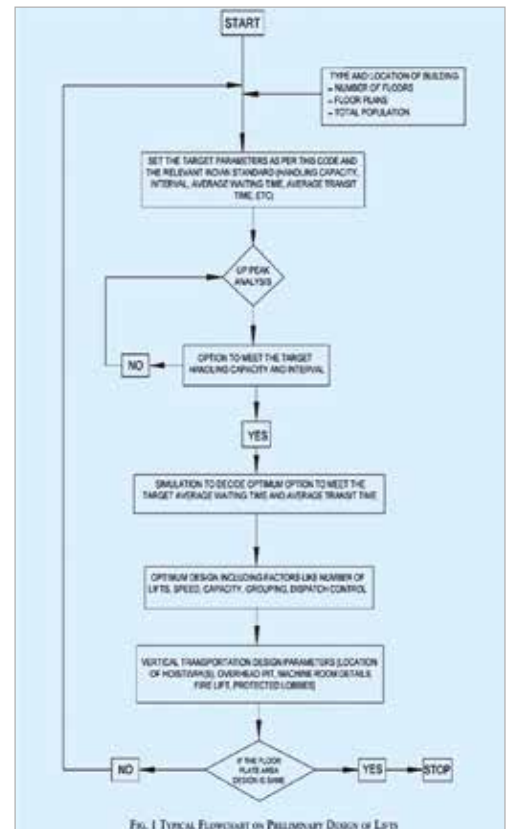 START
TYPE AND LOCATION OF BUILDING
- NUMBER OF FLOORS
- FLOOR PLANS
- TOTAL POPULATION
SET THE TARGET PARAMETERS AS PER THIS CODE AND
THE RELEVANT INDIAN STANDARD (HANDLING CAPACITY,
INTERVAL, AVERAGE WAITING TIME, AVERAGE TRANSIT
TIME, ETC)
UP PEAK
ANALYSIS
NO
OPTION TO MEET THE TARGET
HANDLING CAPACITY AND INTERVAL
YES
SIMULATION TO DECIDE OPTIMUM OPTION TO MEET THE
TARGET AVERAGE WAITING TIME AND AVERAGE TRANSIT TIME
OPTIMUM DESIGN INCLUDING FACTORS LIKE NUMBER OF
LIFTS, SPEED, CAPACITY, GROUPING, DISPATCH CONTROL
VERTICAL TRANSPORTATION DESIGN PARAMETERS [LOCATION
OF HOISTWAY(S), OVERHEAD PIT, MACHINE ROOM DETAILS,
FIRE LIFT, PROTECTED LOBBIES]
NO
IF THE FLOOR
PLATE AREA
DESIGN IS SAME
YES
STOP
FIG. 1 TYPICAL FLOWCHART ON PRELIMINARY DESIGN OF LIFTS